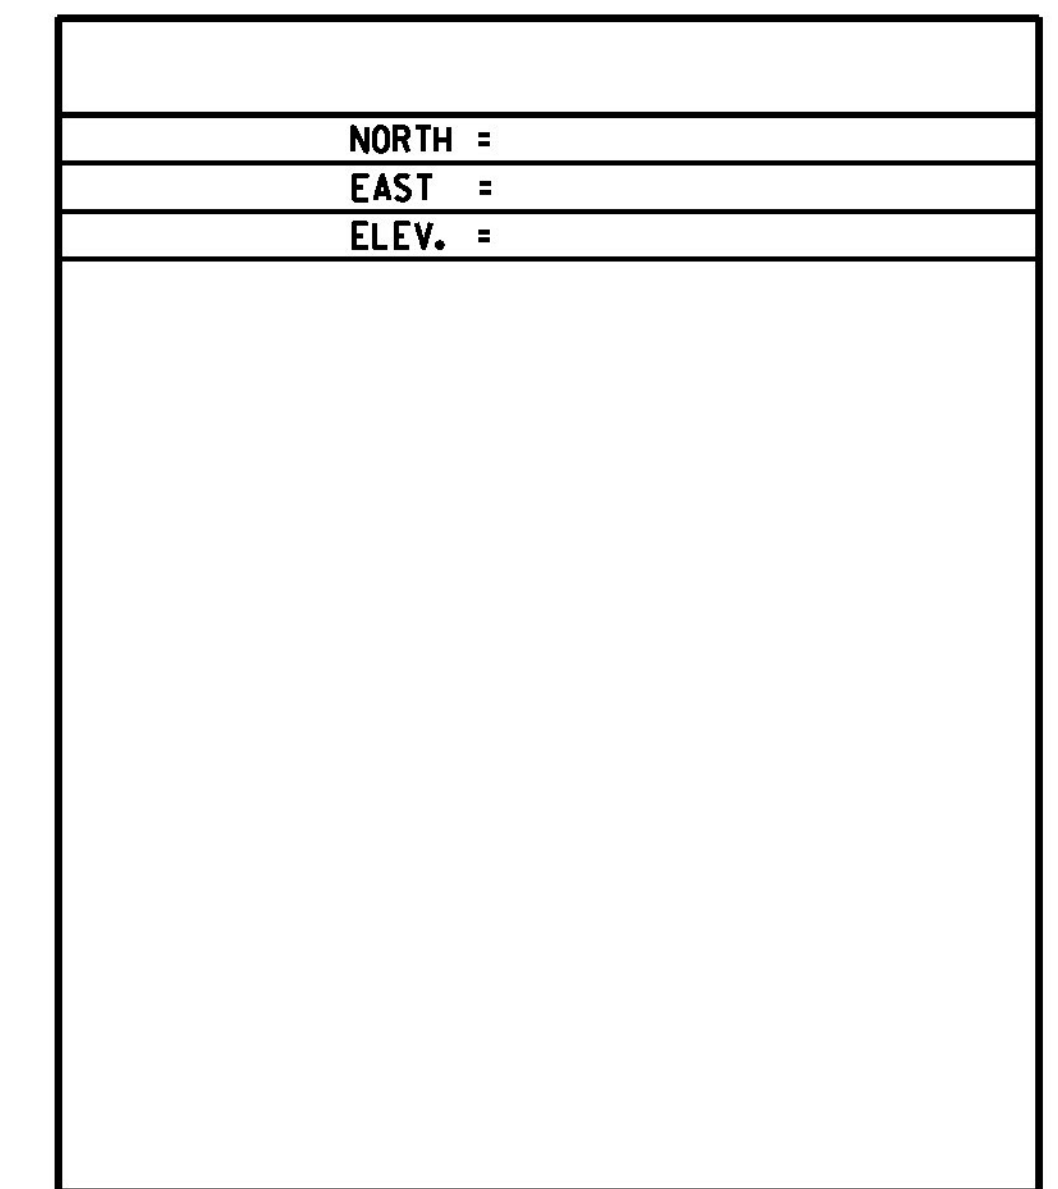 NORTH =
EAST =
ELEV. =